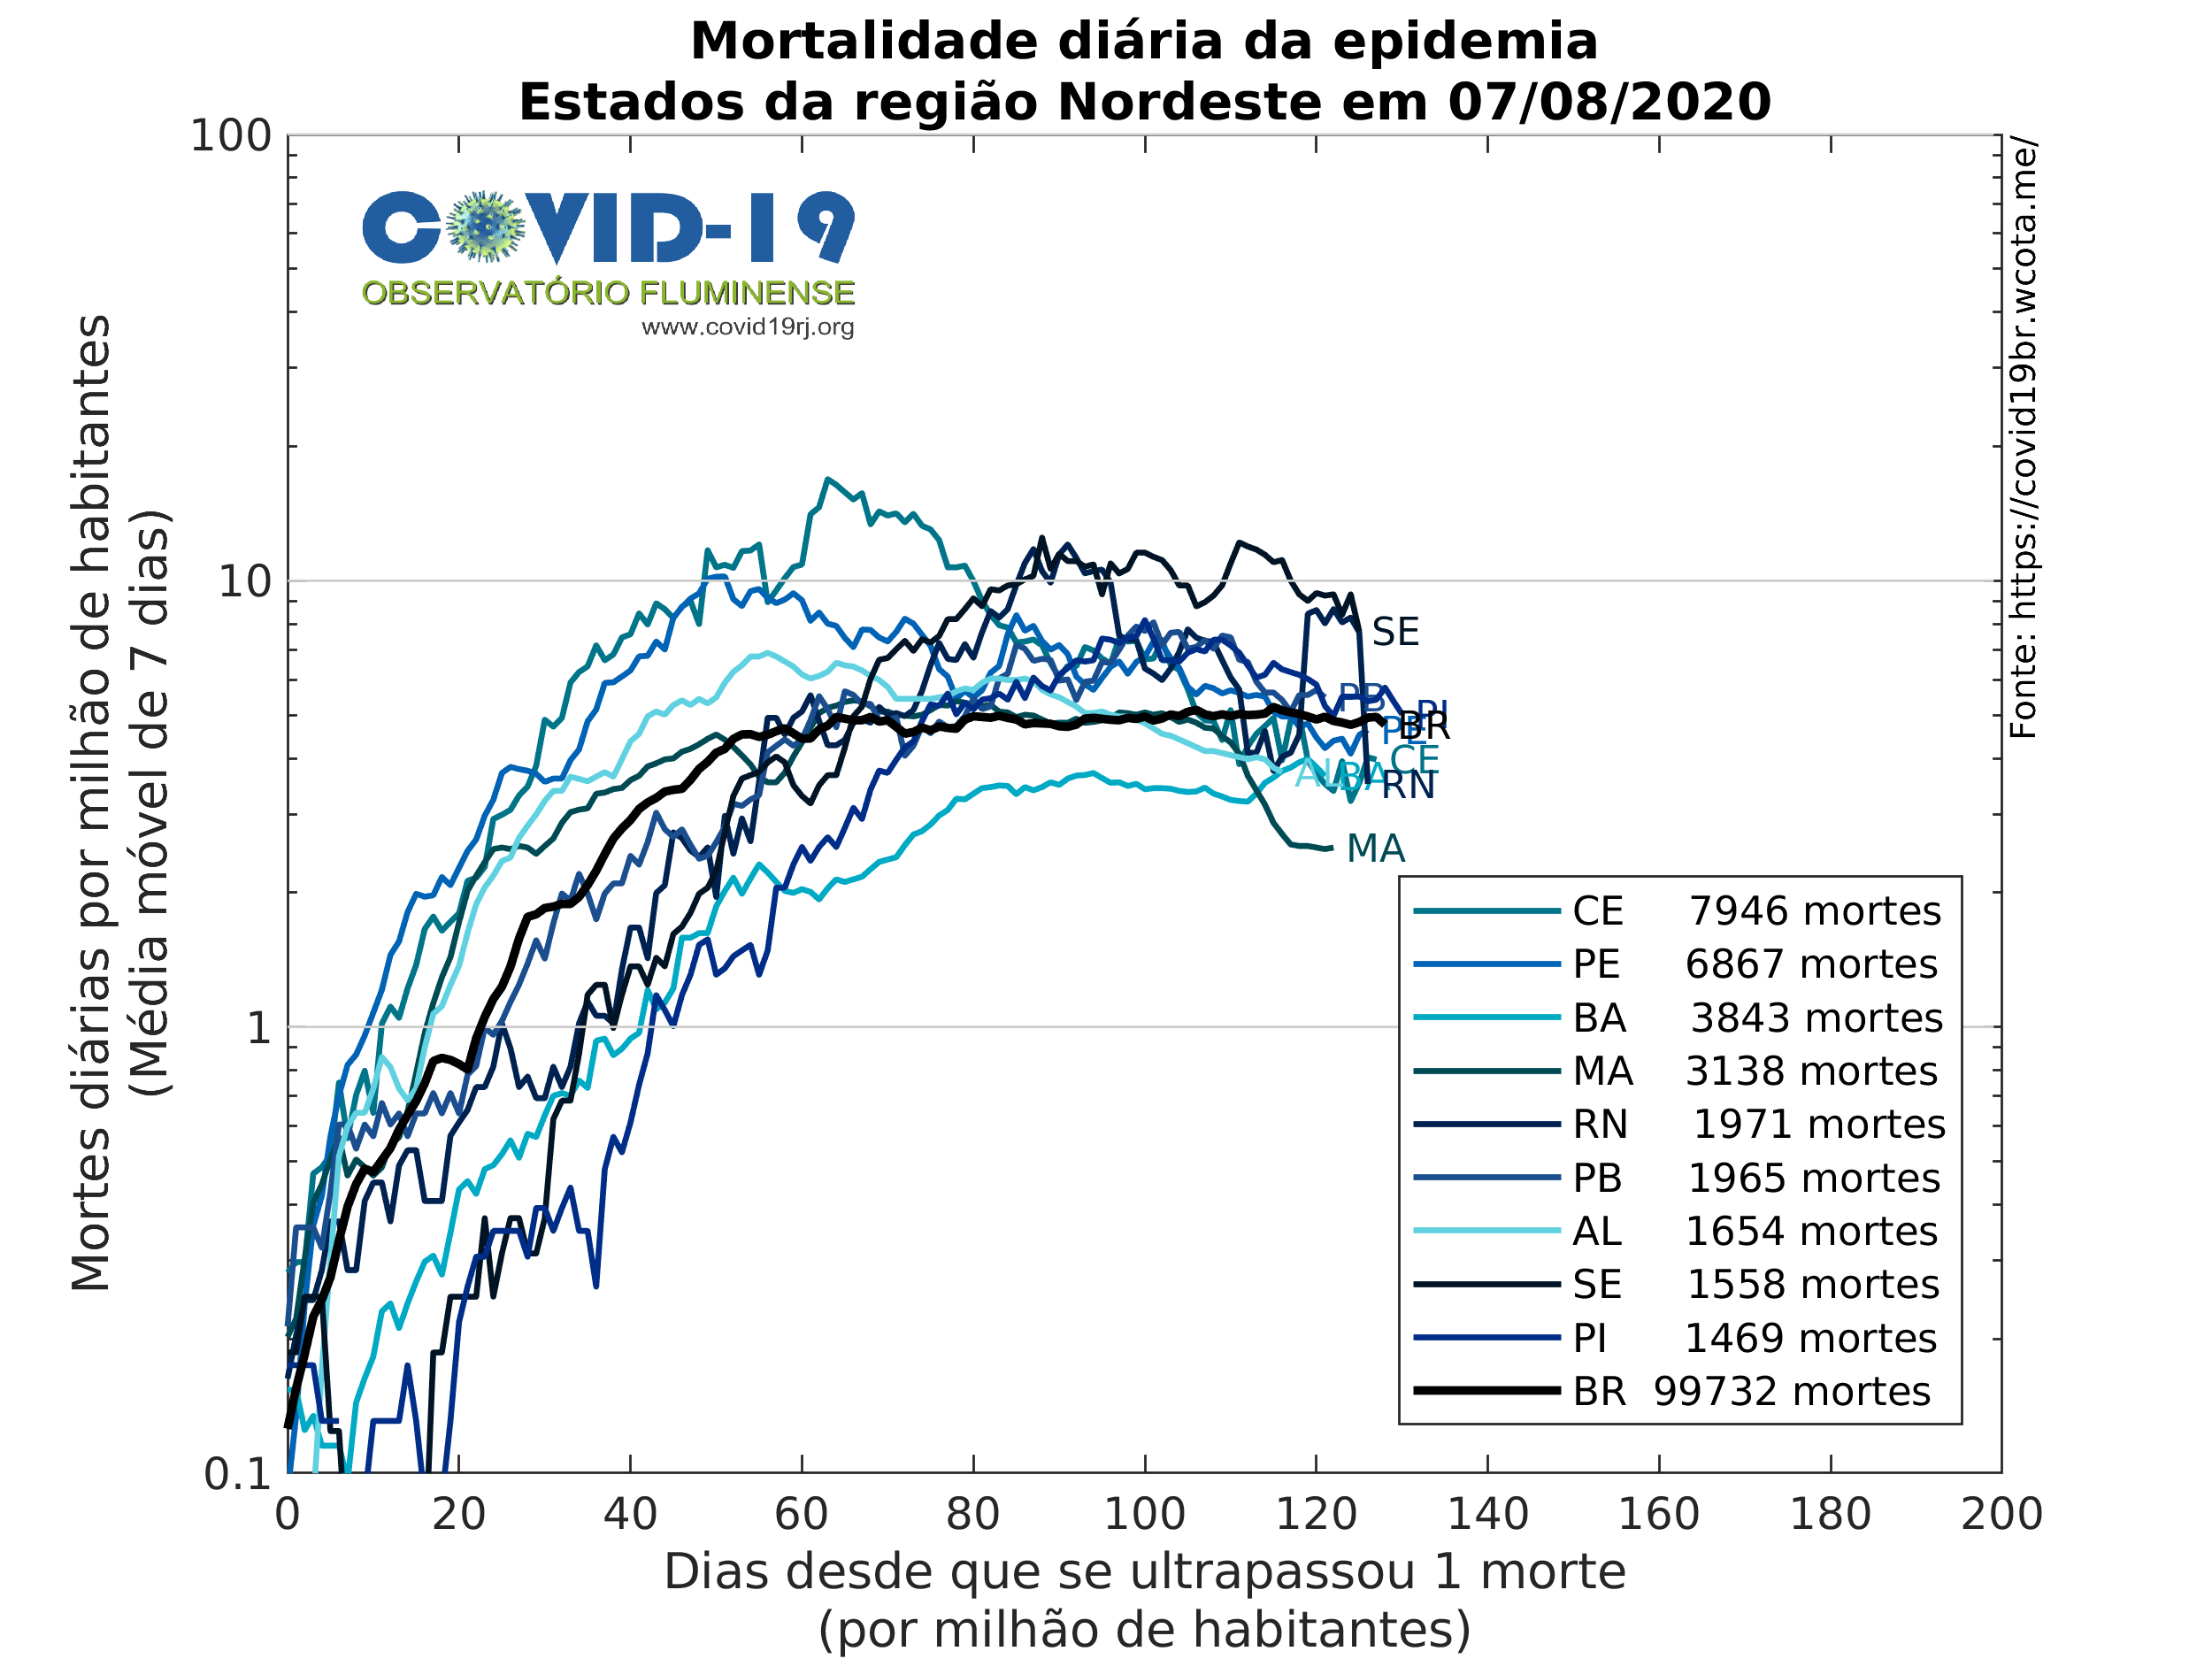 Mortalidade diária da epidemia
Estados da região Nordeste em 07/08/2020
Mortes diárias por milhão de habitantes
(Média móvel de 7 dias)
100
10
1
0.1
COVID-19
OBSERVATÓRIO FLUMINENSE
www.covid19rj.org
Fonte: https://covid19br.wcota.me/
SE
PB
PI
PE
BR
CE
AL
BA
RN
MA
CE 7946 mortes
PE 6867 mortes
BA 3843 mortes
MA 3138 mortes
RN 1971 mortes
PB 1965 mortes
AL 1654 mortes
SE 1558 mortes
PI 1469 mortes
BR 99732 mortes
0 20 40 60 80 100 120 140 160 180 200
Dias desde que se ultrapassou 1 morte
(por milhão de habitantes)